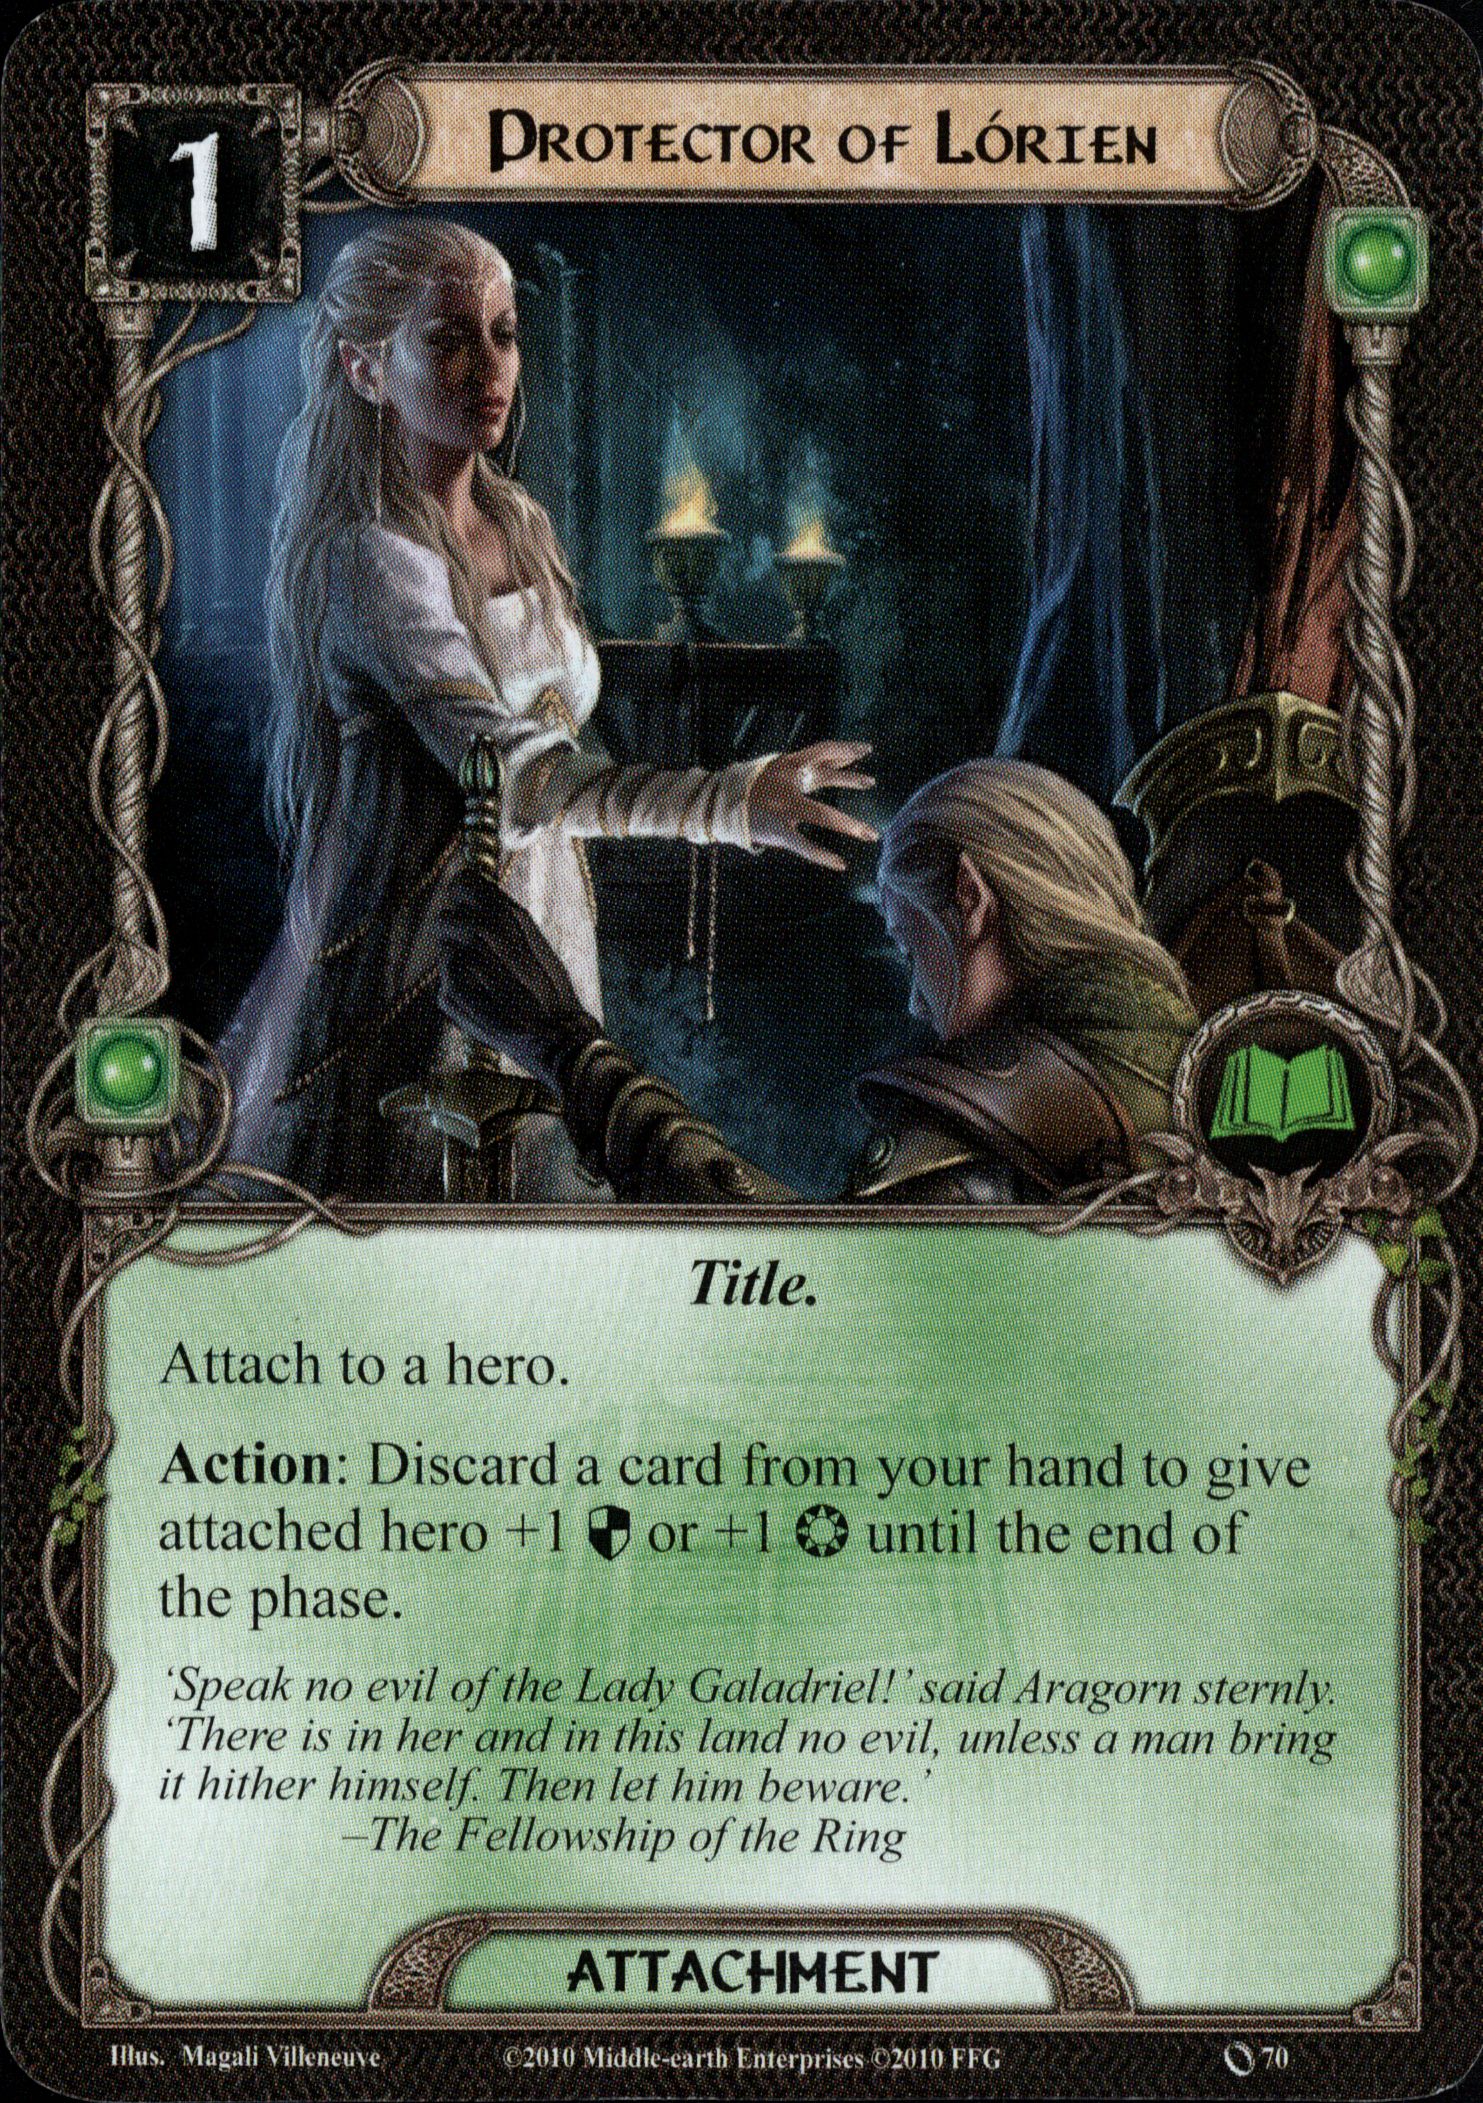 1
Protector of Lórien
Title.
Attach to a hero.
Action: Discard a card from your hand to give
attached hero +1 or +1 until the end of
the phase.
‘Speak no evil of the Lady Galadriel!’ said Aragorn sternly.
‘There is in her and in this land no evil, unless a man bring
it hither himself. Then let him beware.’
–The Fellowship of the Ring
ATTACHMENT
Illus. Magali Villeneuve
©2010 Middle-earth Enterprises ©2010 FFG
70